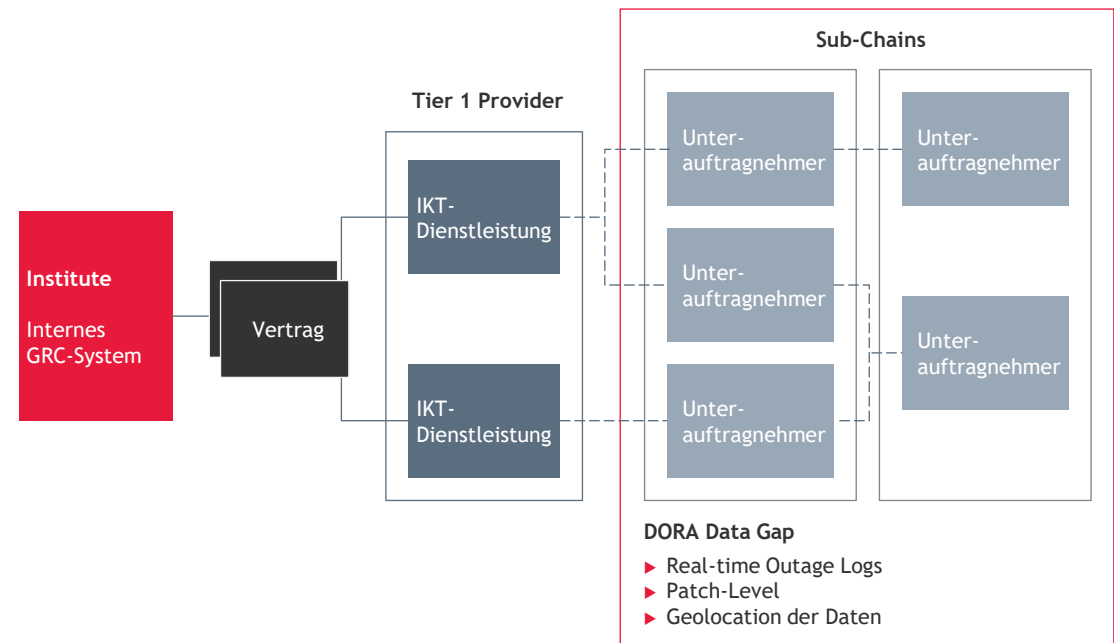 Sub-Chains
Tier 1 Provider
Institute
Internes
GRC-System
Vertrag
IKT-
Dienstleistung
IKT-
Dienstleistung
Unter-
auftragnehmer
Unter-
auftragnehmer
Unter-
auftragnehmer
Unter-
auftragnehmer
Unter-
auftragnehmer
DORA Data Gap
Real-time Outage Logs
Patch-Level
Geolocation der Daten